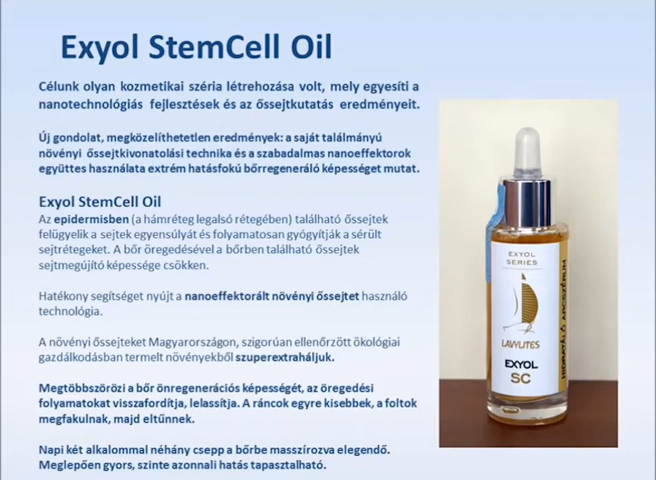 Exyol StemCell Oil
Célunk olyan kozmetikai széria létrehozása volt, mely egyesíti a
nanotechnológiás fejlesztések és az őssejtkutatás eredményeit.
Új gondolat, megközelíthetetlen eredmények: a saját találmányú
növényi őssejtkivonatolási technika és a szabadalmas nanoeffektorok
együttes használata extrém hatásfokú bőrregeneráló képességet mutat.
Exyol StemCell Oil
Az epidermisben (a hámréteg legalsó rétegében) található őssejtek
felügyelik a sejtek egyensúlyát és folyamatosan gyógyítják a sérült
sejtrétegeket. A bőr öregedésével a bőrben található őssejtek
sejtmegújító képessége csökken.
Hatékony segítséget nyújt a nanoeffektorált növényi őssejtet használó
technológia.
A növényi őssejteket Magyarországon, szigorúan ellenőrzött ökológiai
gazdálkodásban termelt növényekből szuperextraháljuk.
Megtöbbszörözi a bőr önregenerációs képességét, az öregedési
folyamatokat visszafordítja, lelassítja. A ráncok egyre kisebbek, a foltok
megfakulnak, majd eltűnnek.
Napi két alkalommal néhány csepp a bőrbe masszírozva elegendő.
Meglepően gyors, szinte azonnali hatás tapasztalható.
EXYOL
SERIES
LAVYLITES
EXYOL
SC
HIDRATÁLÓ ARCSZÉRUM